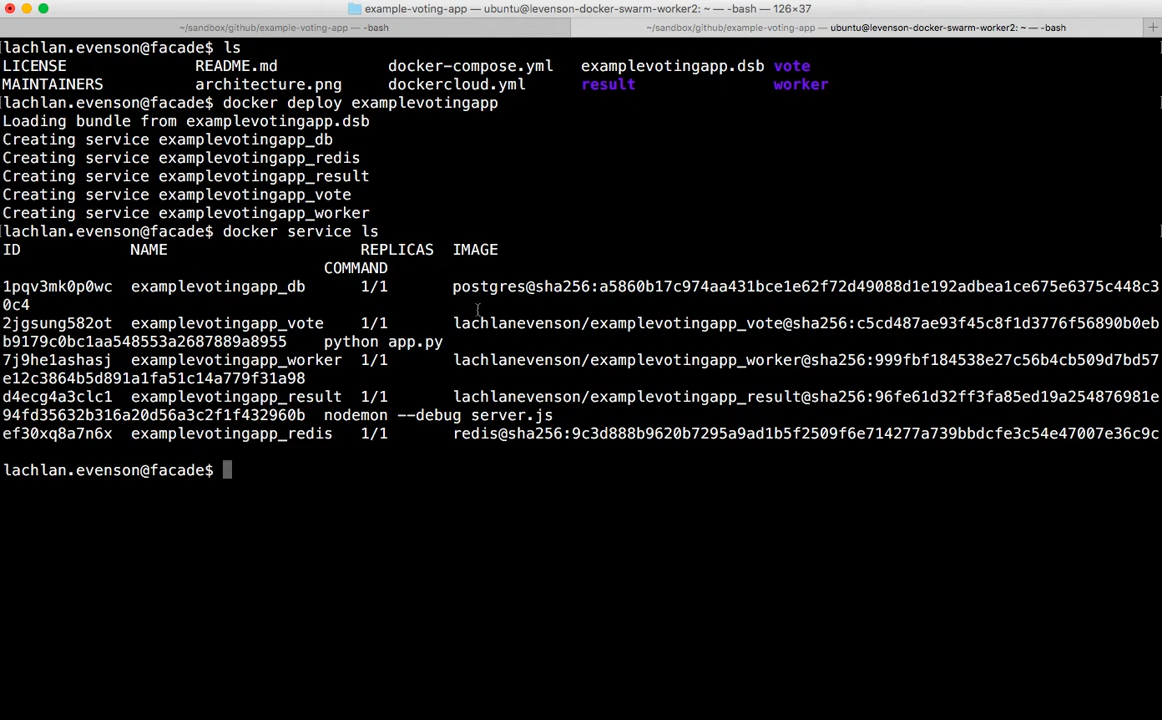 example-voting-app — ubuntu@levenson-docker-swarm-worker2: ~ — -bash — 126×37
~/sandbox/github/example-voting-app — -bash
~/sandbox/github/example-voting-app — ubuntu@levenson-docker-swarm-worker2: ~ — -bash
lachlan.evenson@facade$ ls
LICENSE README.md docker-compose.yml examplevotingapp.dsb vote
MAINTAINERS architecture.png dockercloud.yml result worker
lachlan.evenson@facade$ docker deploy examplevotingapp
Loading bundle from examplevotingapp.dsb
Creating service examplevotingapp_db
Creating service examplevotingapp_redis
Creating service examplevotingapp_result
Creating service examplevotingapp_vote
Creating service examplevotingapp_worker
lachlan.evenson@facade$ docker service ls
ID NAME REPLICAS IMAGE
COMMAND
1pqv3mk0p0wc examplevotingapp_db 1/1 postgres@sha256:a5860b17c974aa431bce1e62f72d49088d1e192adbea1ce675e6375c448c3
0c4
2jgsung582ot examplevotingapp_vote 1/1 lachlanevenson/examplevotingapp_vote@sha256:c5cd487ae93f45c8f1d3776f56890b0eb
b9179c0bc1aa548553a2687889a8955 python app.py
7j9he1ashasj examplevotingapp_worker 1/1 lachlanevenson/examplevotingapp_worker@sha256:999fbf184538e27c56b4cb509d7bd57
e12c3864b5d891a1fa51c14a779f31a98
d4ecg4a3clc1 examplevotingapp_result 1/1 lachlanevenson/examplevotingapp_result@sha256:96fe61d32ff3fa85ed19a254876981e
94fd35632b316a20d56a3c2f1f432960b nodemon --debug server.js
ef30xq8a7n6x examplevotingapp_redis 1/1 redis@sha256:9c3d888b9620b7295a9ad1b5f2509f6e714277a739bbdcfe3c54e47007e36c9c
lachlan.evenson@facade$